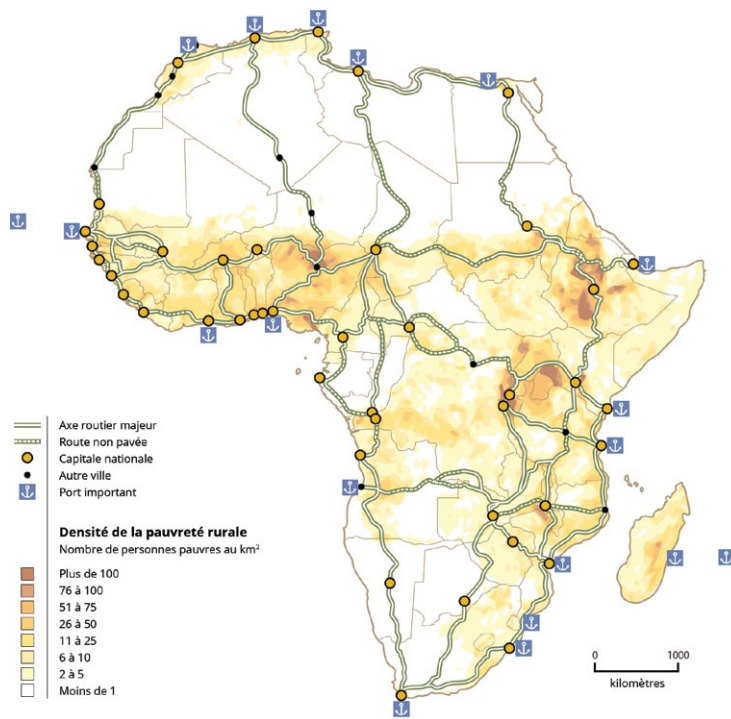 Axe routier majeur
Route non pavée
Capitale nationale
Autre ville
Port important
Densité de la pauvreté rurale
Nombre de personnes pauvres au km²
Plus de 100
76 à 100
51 à 75
26 à 50
11 à 25
6 à 10
2 à 5
Moins de 1
0 1000
kilomètres